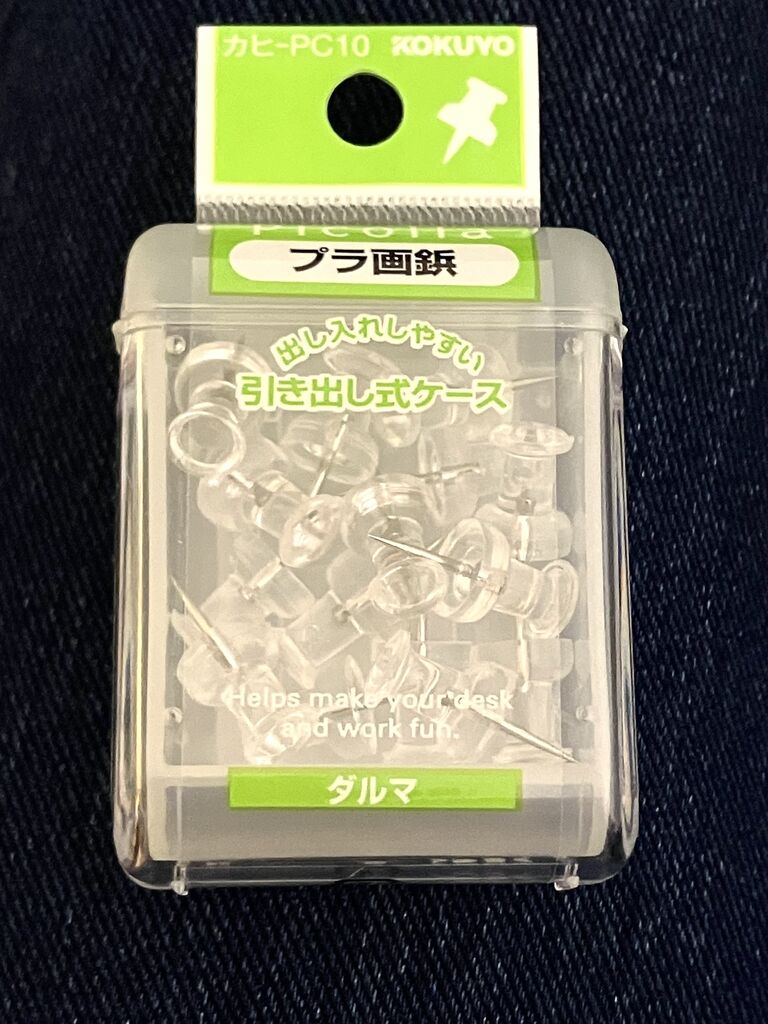 カヒ-PC10 KOKUYO
プラ画鋲
出し入れしやすい
引き出し式ケース
Helps make your desk
and work fun.
ダルマ